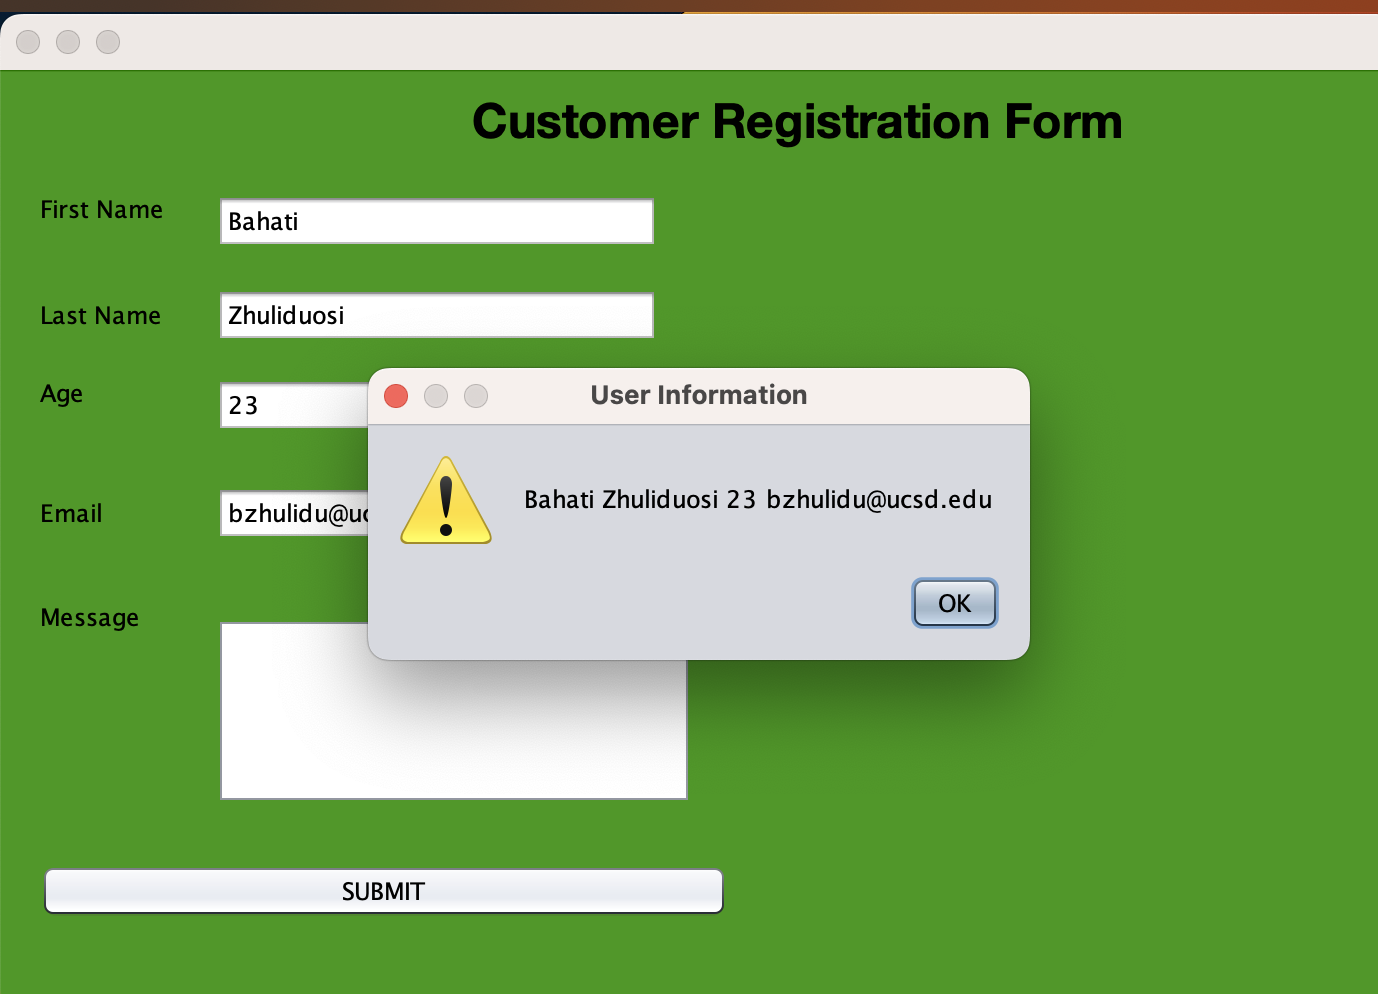 Customer Registration Form
First Name
Bahati
Last Name
Zhuliduosi
Age
23
User Information
Bahati Zhuliduosi 23 bzhulidu@ucsd.edu
OK
Email
bzhulidu@uc
Message
SUBMIT